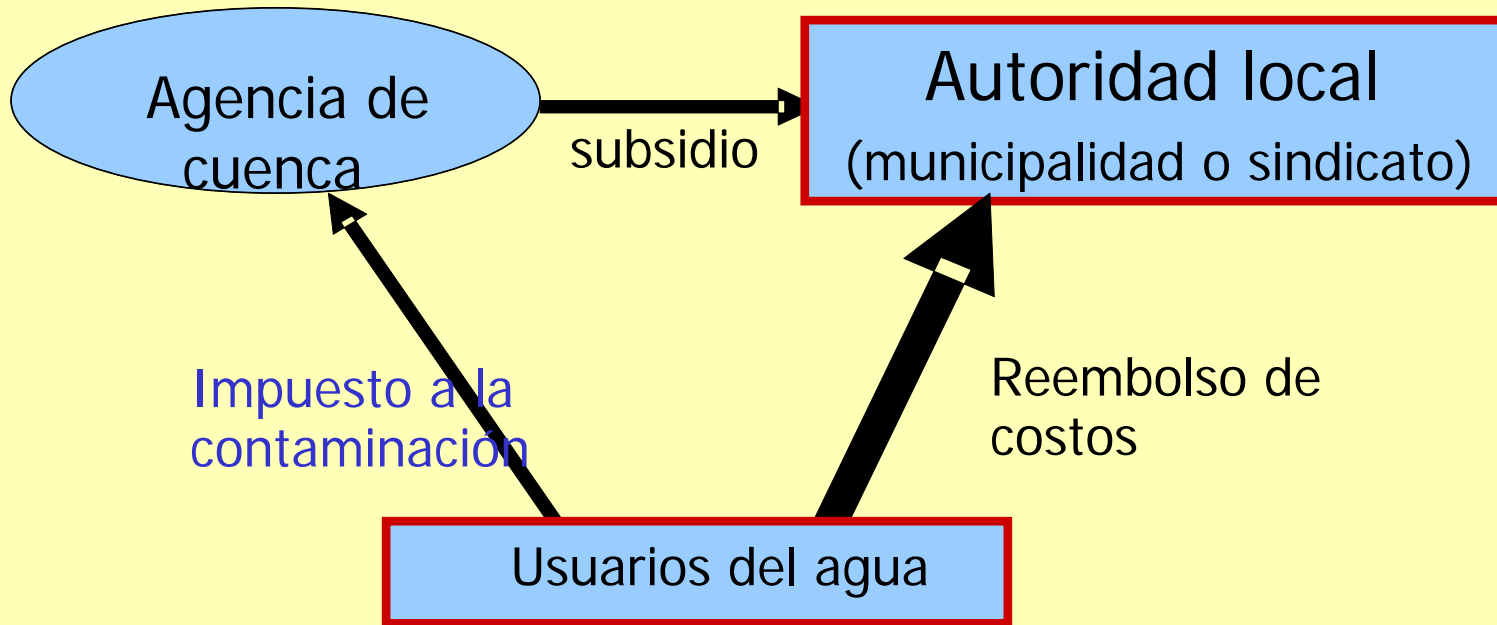 Agencia de
cuenca
subsidio
Autoridad local
(municipalidad o sindicato)
Impuesto a la
contaminación
Reembolso de
costos
Usuarios del agua